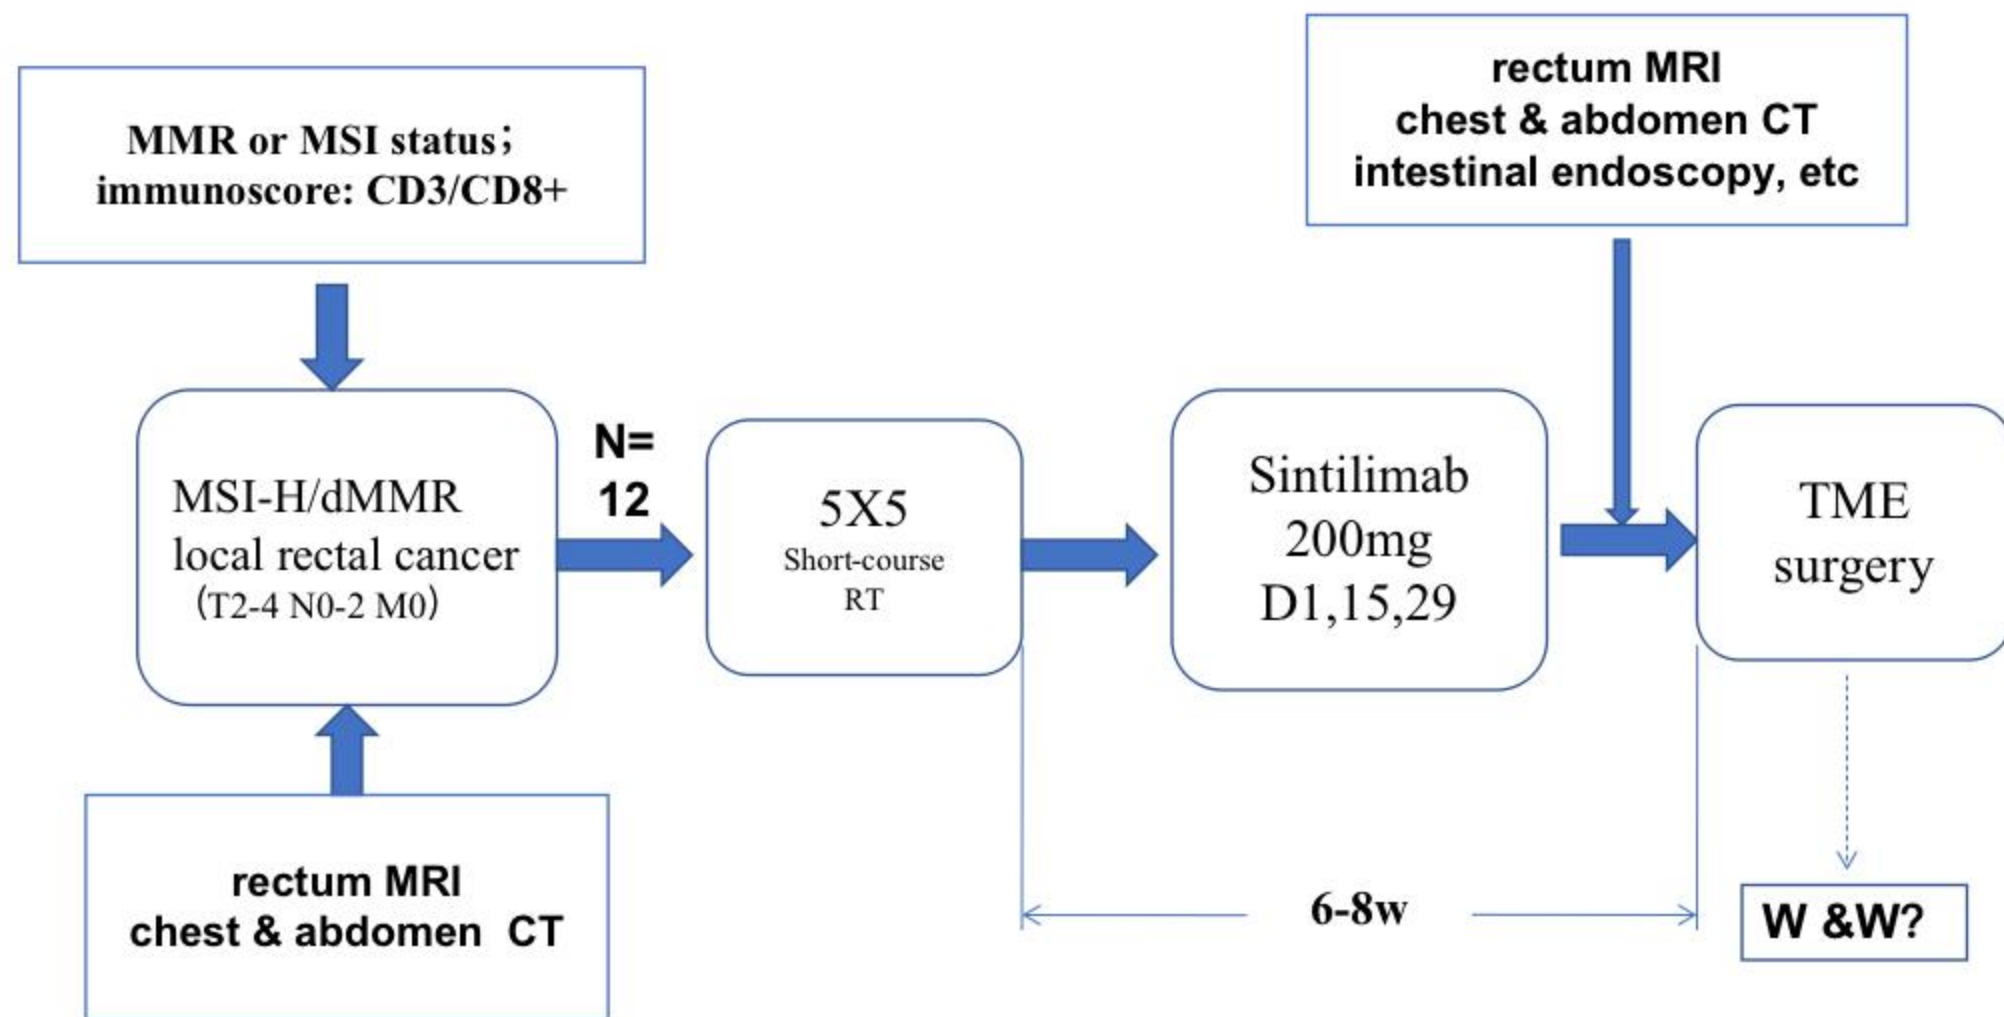 MMR or MSI status；
immunoscore: CD3/CD8+
rectum MRI
chest & abdomen CT
intestinal endoscopy, etc
MSI-H/dMMR
local rectal cancer
（T2-4 N0-2 M0）
N=
12
5X5
Short-course
RT
Sintilimab
200mg
D1,15,29
TME
surgery
rectum MRI
chest & abdomen CT
6-8w
W &W?